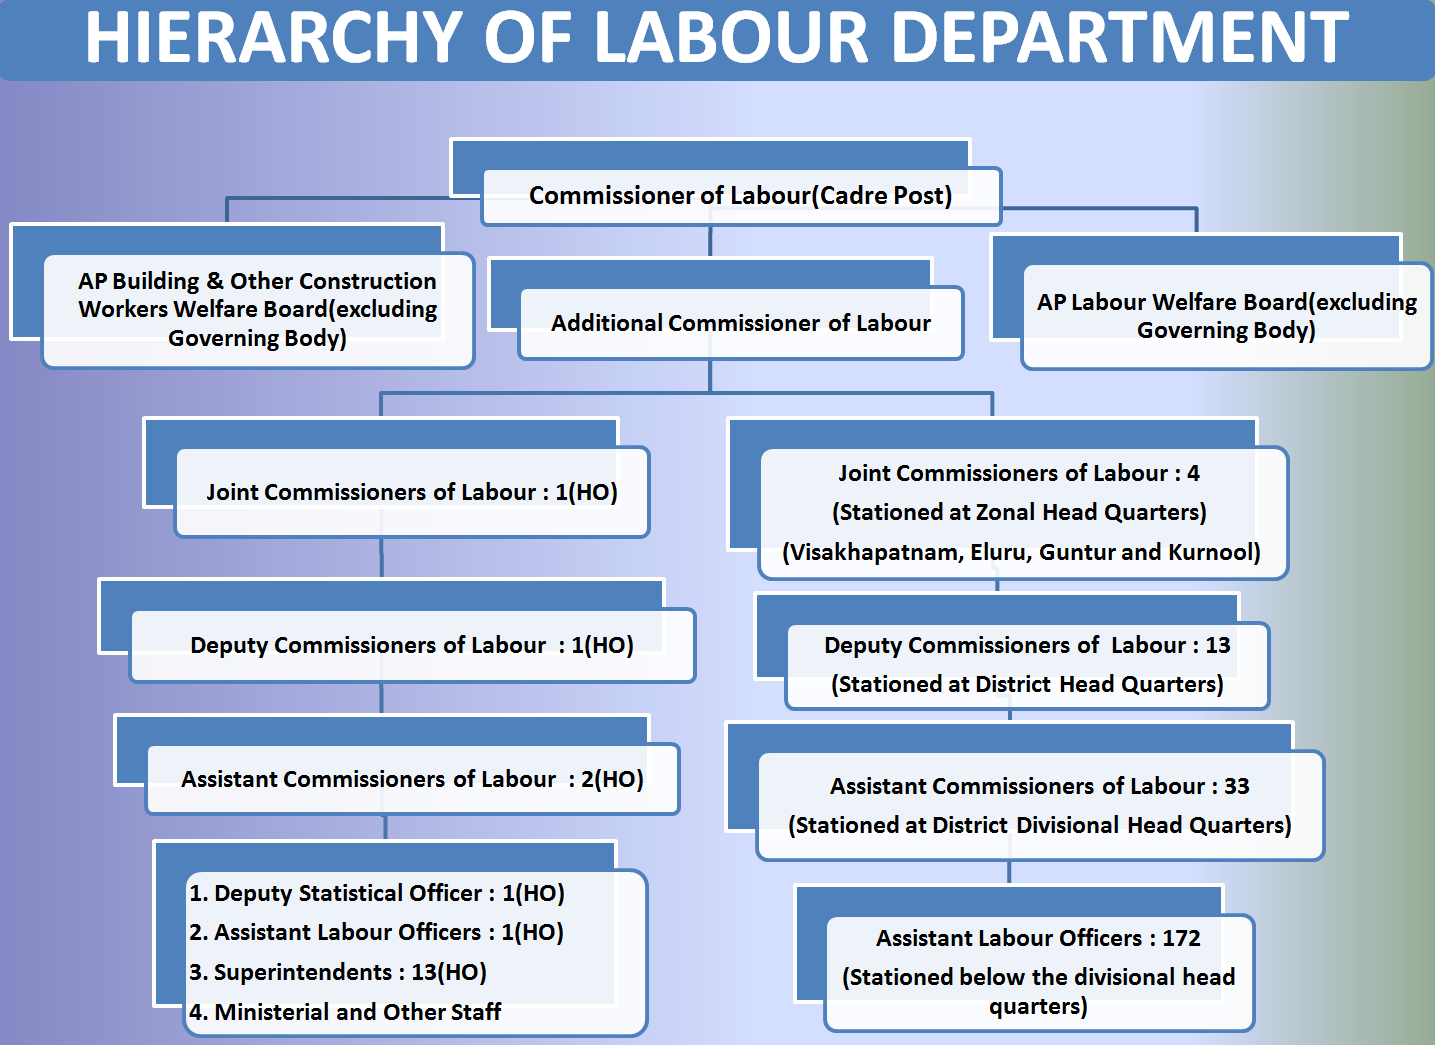 HIERARCHY OF LABOUR DEPARTMENT
Commissioner of Labour(Cadre Post)
AP Building & Other Construction
Workers Welfare Board(excluding
Governing Body)
Additional Commissioner of Labour
AP Labour Welfare Board(excluding
Governing Body)
Joint Commissioners of Labour : 1(HO)
Deputy Commissioners of Labour : 1(HO)
Assistant Commissioners of Labour : 2(HO)
1. Deputy Statistical Officer : 1(HO)
2. Assistant Labour Officers : 1(HO)
3. Superintendents : 13(HO)
4. Ministerial and Other Staff
Joint Commissioners of Labour : 4
(Stationed at Zonal Head Quarters)
(Visakhapatnam, Eluru, Guntur and Kurnool)
Deputy Commissioners of Labour : 13
(Stationed at District Head Quarters)
Assistant Commissioners of Labour : 33
(Stationed at District Divisional Head Quarters)
Assistant Labour Officers : 172
(Stationed below the divisional head
quarters)